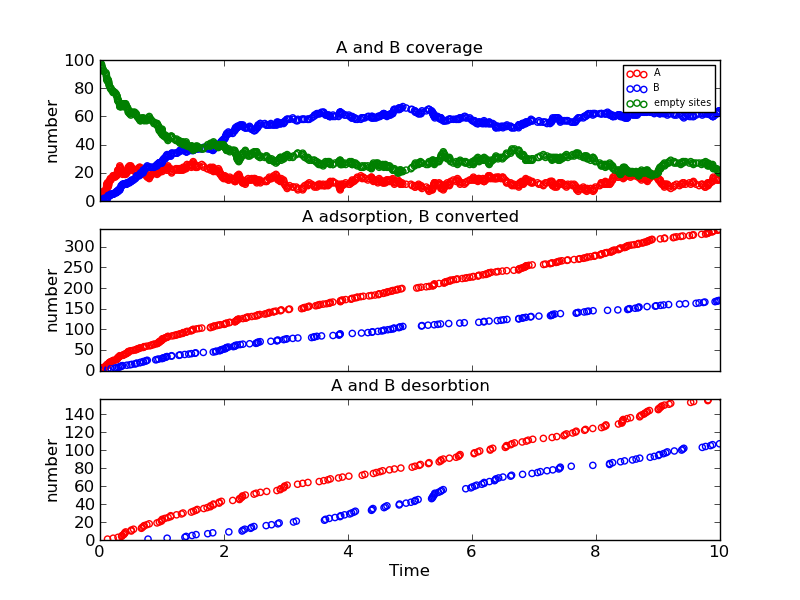 A and B coverage
number
100
80
60
40
20
0
A
B
empty sites
A adsorption, B converted
number
300
250
200
150
100
50
0
A and B desorbtion
number
140
120
100
80
60
40
20
0
0 2 4 6 8 10
Time